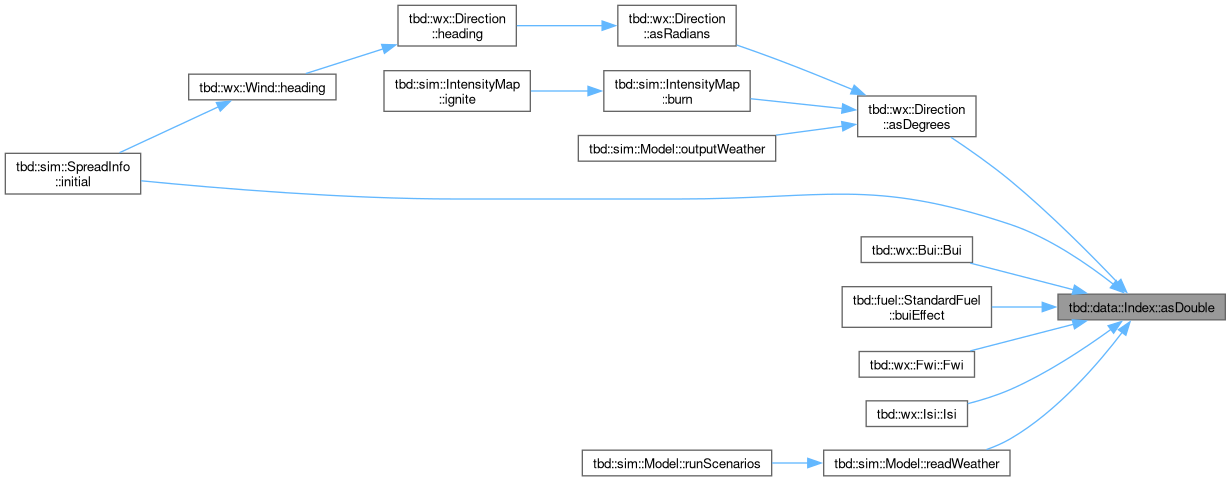 tbd::wx::Direction
::heading
tbd::wx::Direction
::asRadians
tbd::wx::Wind::heading
tbd::sim::IntensityMap
::ignite
tbd::sim::IntensityMap
::burn
tbd::wx::Direction
::asDegrees
tbd::sim::Model::outputWeather
tbd::sim::SpreadInfo
::initial
tbd::wx::Bui::Bui
tbd::fuel::StandardFuel
::buiEffect
tbd::data::Index::asDouble
tbd::wx::Fwi::Fwi
tbd::wx::Isi::Isi
tbd::sim::Model::runScenarios
tbd::sim::Model::readWeather